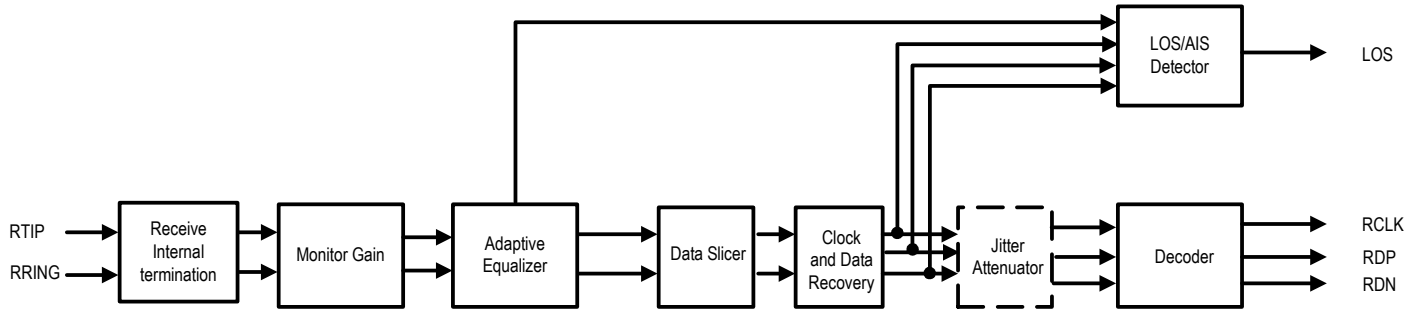 LOS/AIS
Detector
LOS
RTIP
RRING
Receive
Internal
termination
Monitor Gain
Adaptive
Equalizer
Data Slicer
Clock
and Data
Recovery
Jitter
Attenuator
Decoder
RCLK
RDP
RDN